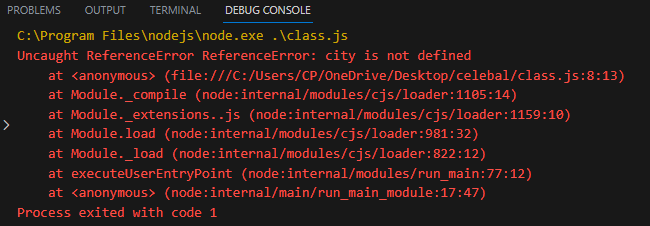 PROBLEMS OUTPUT TERMINAL DEBUG CONSOLE
C:\Program Files\nodejs\node.exe .\class.js
Uncaught ReferenceError ReferenceError: city is not defined
    at <anonymous> (file:///C:/Users/CP/OneDrive/Desktop/celebal/class.js:8:13)
    at Module._compile (node:internal/modules/cjs/loader:1105:14)
    at Module._extensions..js (node:internal/modules/cjs/loader:1159:10)
    at Module.load (node:internal/modules/cjs/loader:981:32)
    at Module._load (node:internal/modules/cjs/loader:822:12)
    at executeUserEntryPoint (node:internal/modules/run_main:77:12)
    at <anonymous> (node:internal/main/run_main_module:17:47)
Process exited with code 1